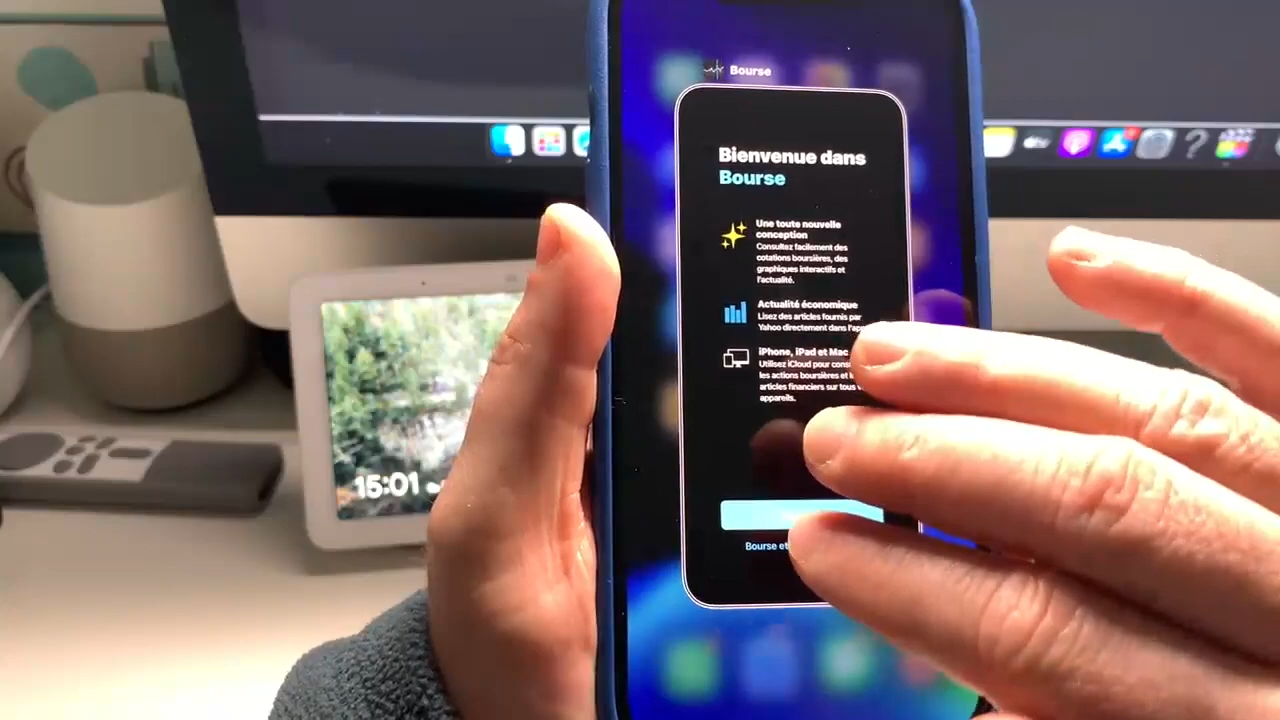 Bourse
Bienvenue dans
Bourse
Une toute nouvelle
conception
Consultez facilement des
cotations boursières, des
graphiques interactifs et
l'actualité.
Actualité économique
Lisez des articles fournis par
Yahoo directement dans l'app
iPhone, iPad et Mac
Utilisez iCloud pour
les actions boursières et
articles financiers sur tous
appareils.
Bourse et
15:01